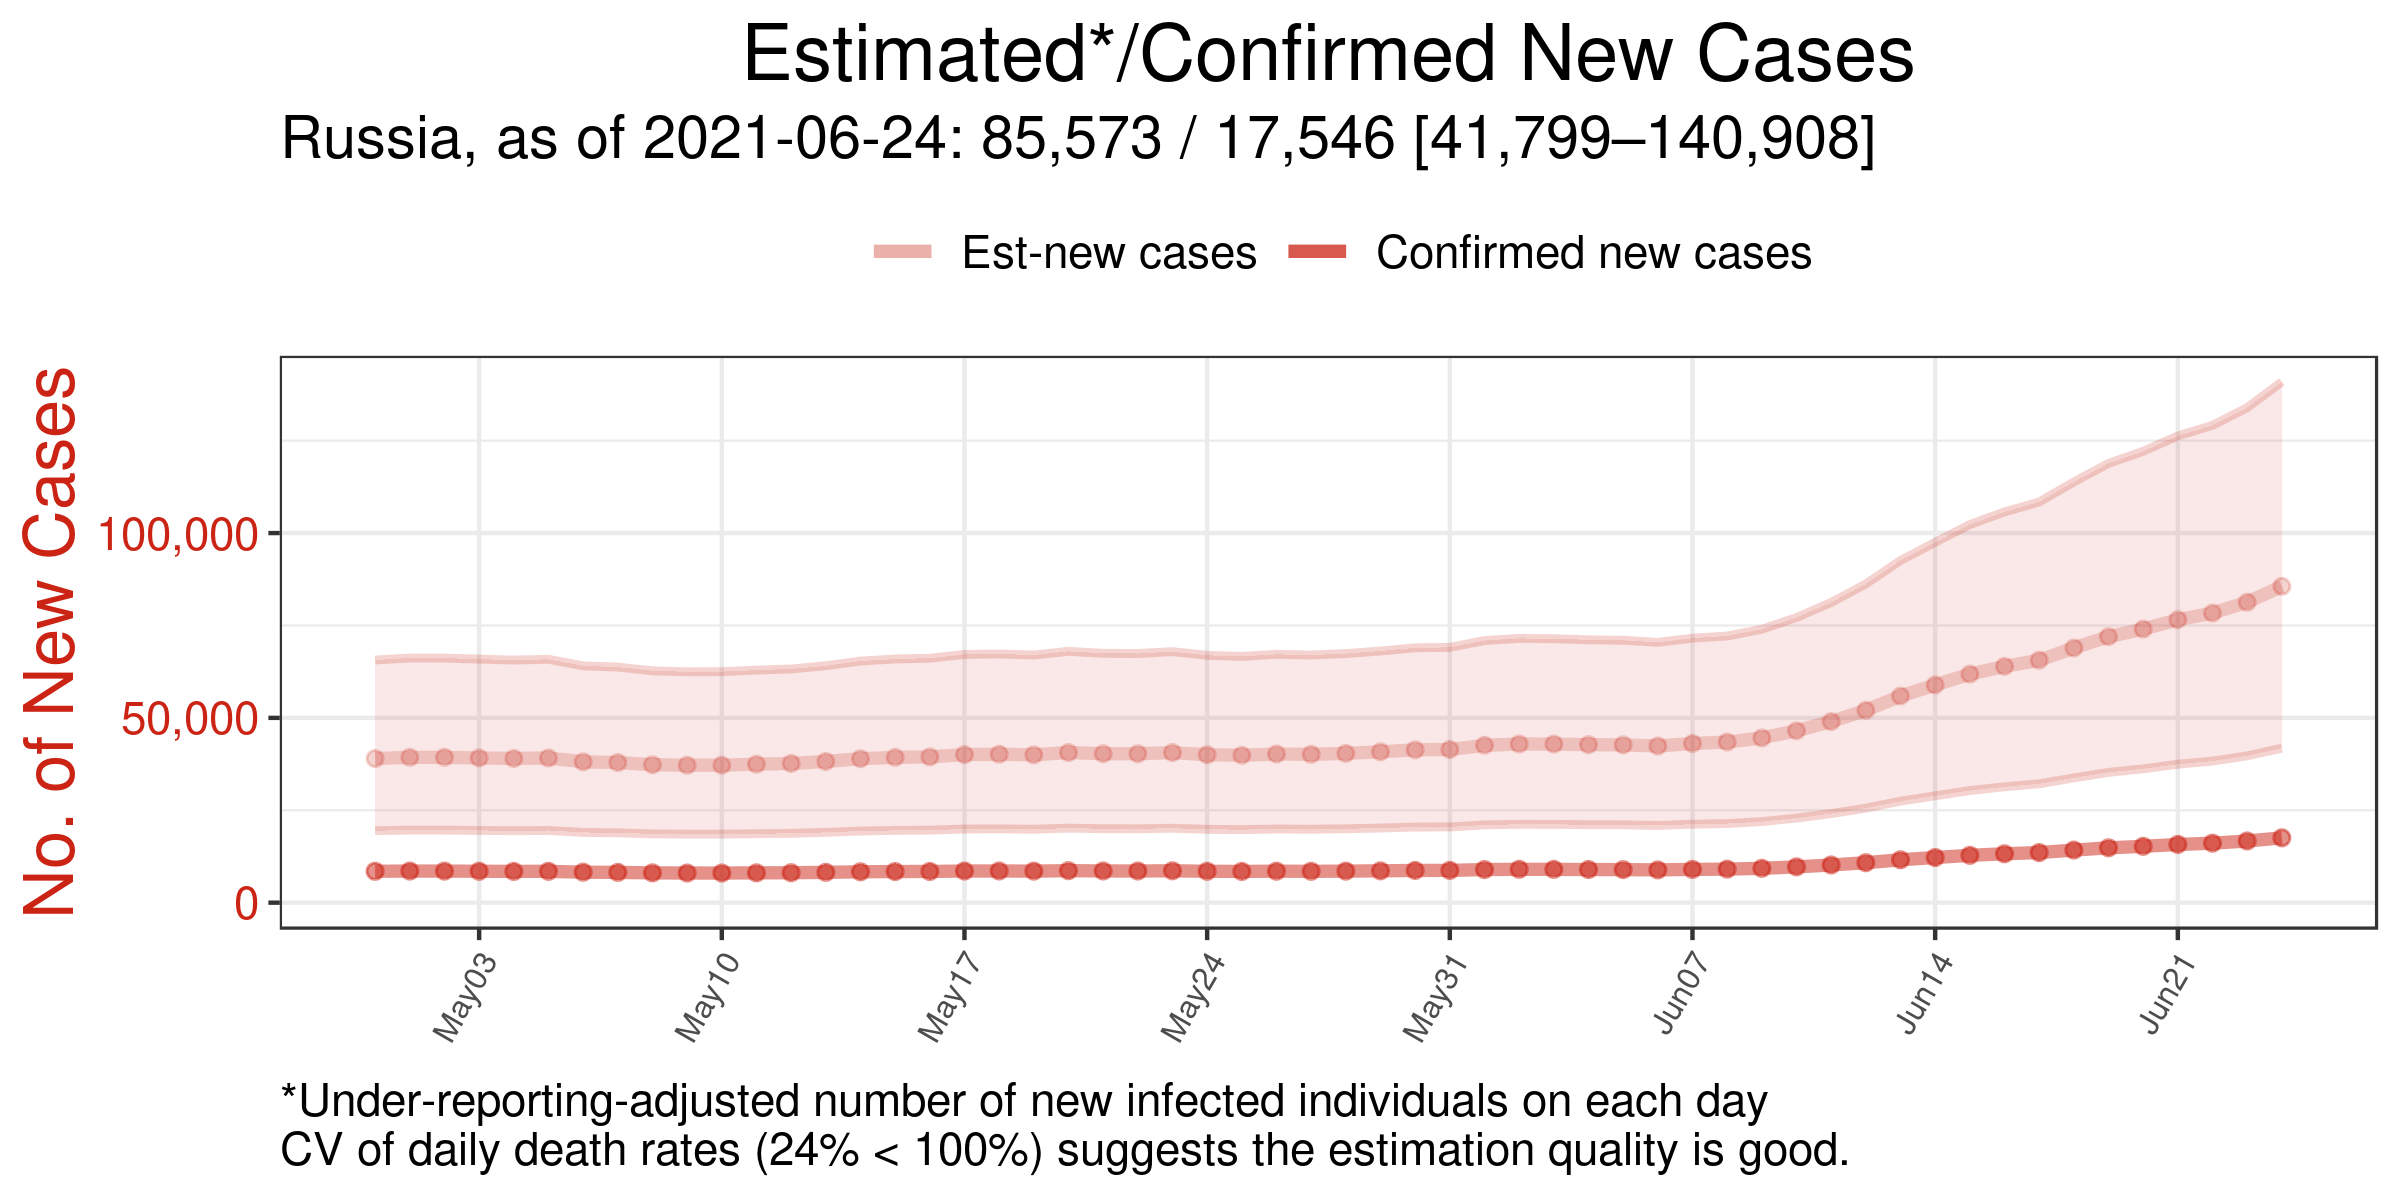 Estimated*/Confirmed New Cases
Russia, as of 2021-06-24: 85,573 / 17,546 [41,799–140,908]
Est-new cases
Confirmed new cases
No. of New Cases
100,000
50,000
0
May03
May10
May17
May24
May31
Jun07
Jun14
Jun21
*Under-reporting-adjusted number of new infected individuals on each day
CV of daily death rates (24% < 100%) suggests the estimation quality is good.